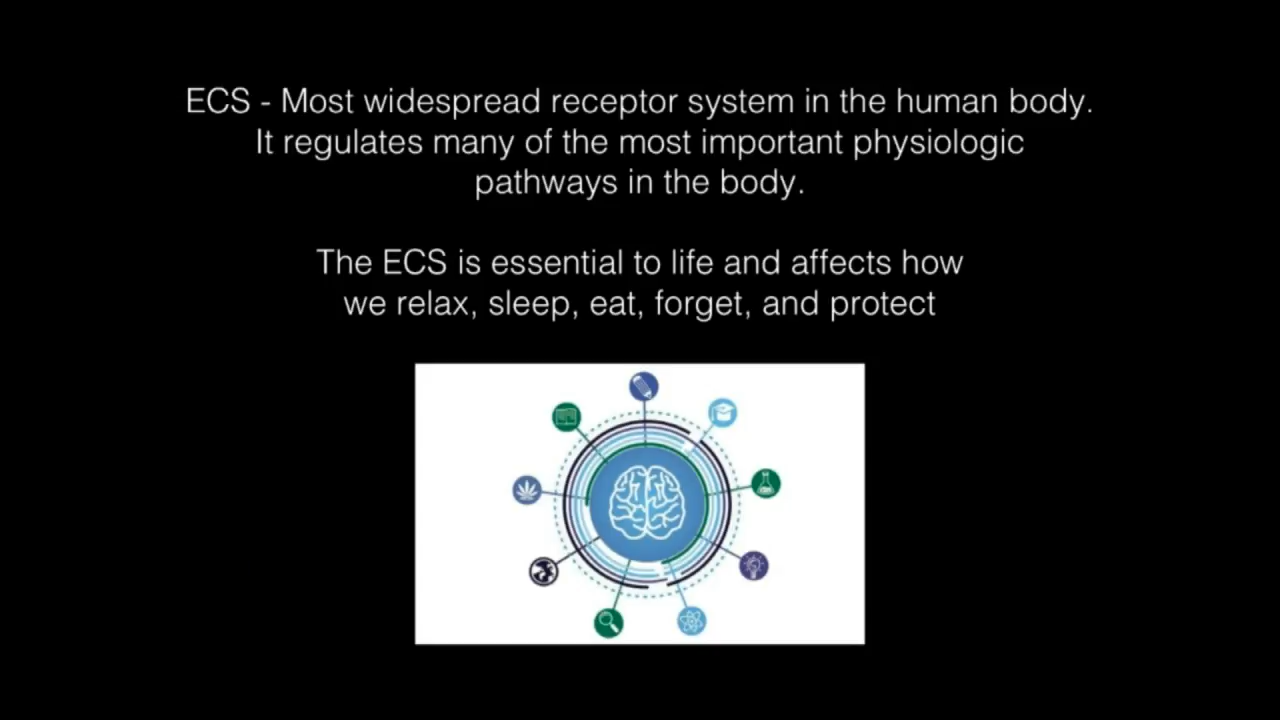 ECS - Most widespread receptor system in the human body.
It regulates many of the most important physiologic
pathways in the body.
The ECS is essential to life and affects how
we relax, sleep, eat, forget, and protect